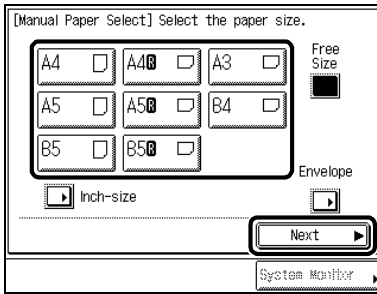 [Manual Paper Select] Select the paper size.
A4 A4R A3
Free
Size
A5 A5R B4
B5 B5R
Envelope
Inch-size
Next
System Monitor